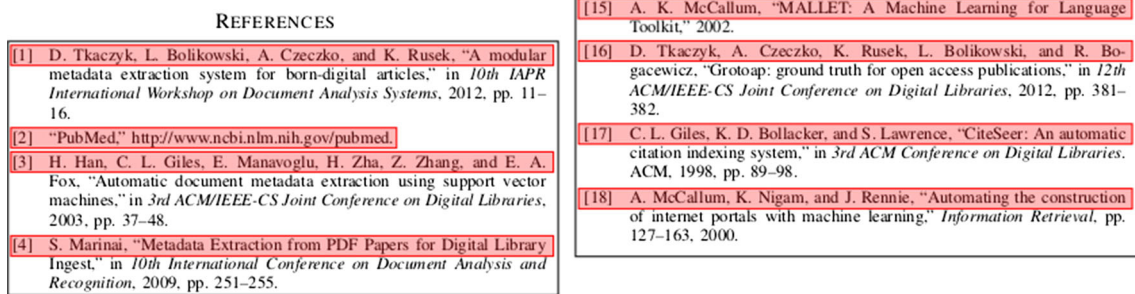 REFERENCES
[1] D. Tkaczyk, L. Bolikowski, A. Czeczko, and K. Rusek, “A modular
metadata extraction system for born-digital articles,” in 10th IAPR
International Workshop on Document Analysis Systems, 2012, pp. 11–
16.
[2] “PubMed,” http://www.ncbi.nlm.nih.gov/pubmed.
[3] H. Han, C. L. Giles, E. Manavoglu, H. Zha, Z. Zhang, and E. A.
Fox, “Automatic document metadata extraction using support vector
machines,” in 3rd ACM/IEEE-CS Joint Conference on Digital Libraries,
2003, pp. 37–48.
[4] S. Marinai, “Metadata Extraction from PDF Papers for Digital Library
Ingest,” in 10th International Conference on Document Analysis and
Recognition, 2009, pp. 251–255.
[15] A. K. McCallum, “MALLET: A Machine Learning for Language
Toolkit,” 2002.
[16] D. Tkaczyk, A. Czeczko, K. Rusek, L. Bolikowski, and R. Bo-
gacewicz, “Grotoap: ground truth for open access publications,” in 12th
ACM/IEEE-CS Joint Conference on Digital Libraries, 2012, pp. 381–
382.
[17] C. L. Giles, K. D. Bollacker, and S. Lawrence, “CiteSeer: An automatic
citation indexing system,” in 3rd ACM Conference on Digital Libraries.
ACM, 1998, pp. 89–98.
[18] A. McCallum, K. Nigam, and J. Rennie, “Automating the construction
of internet portals with machine learning,” Information Retrieval, pp.
127–163, 2000.